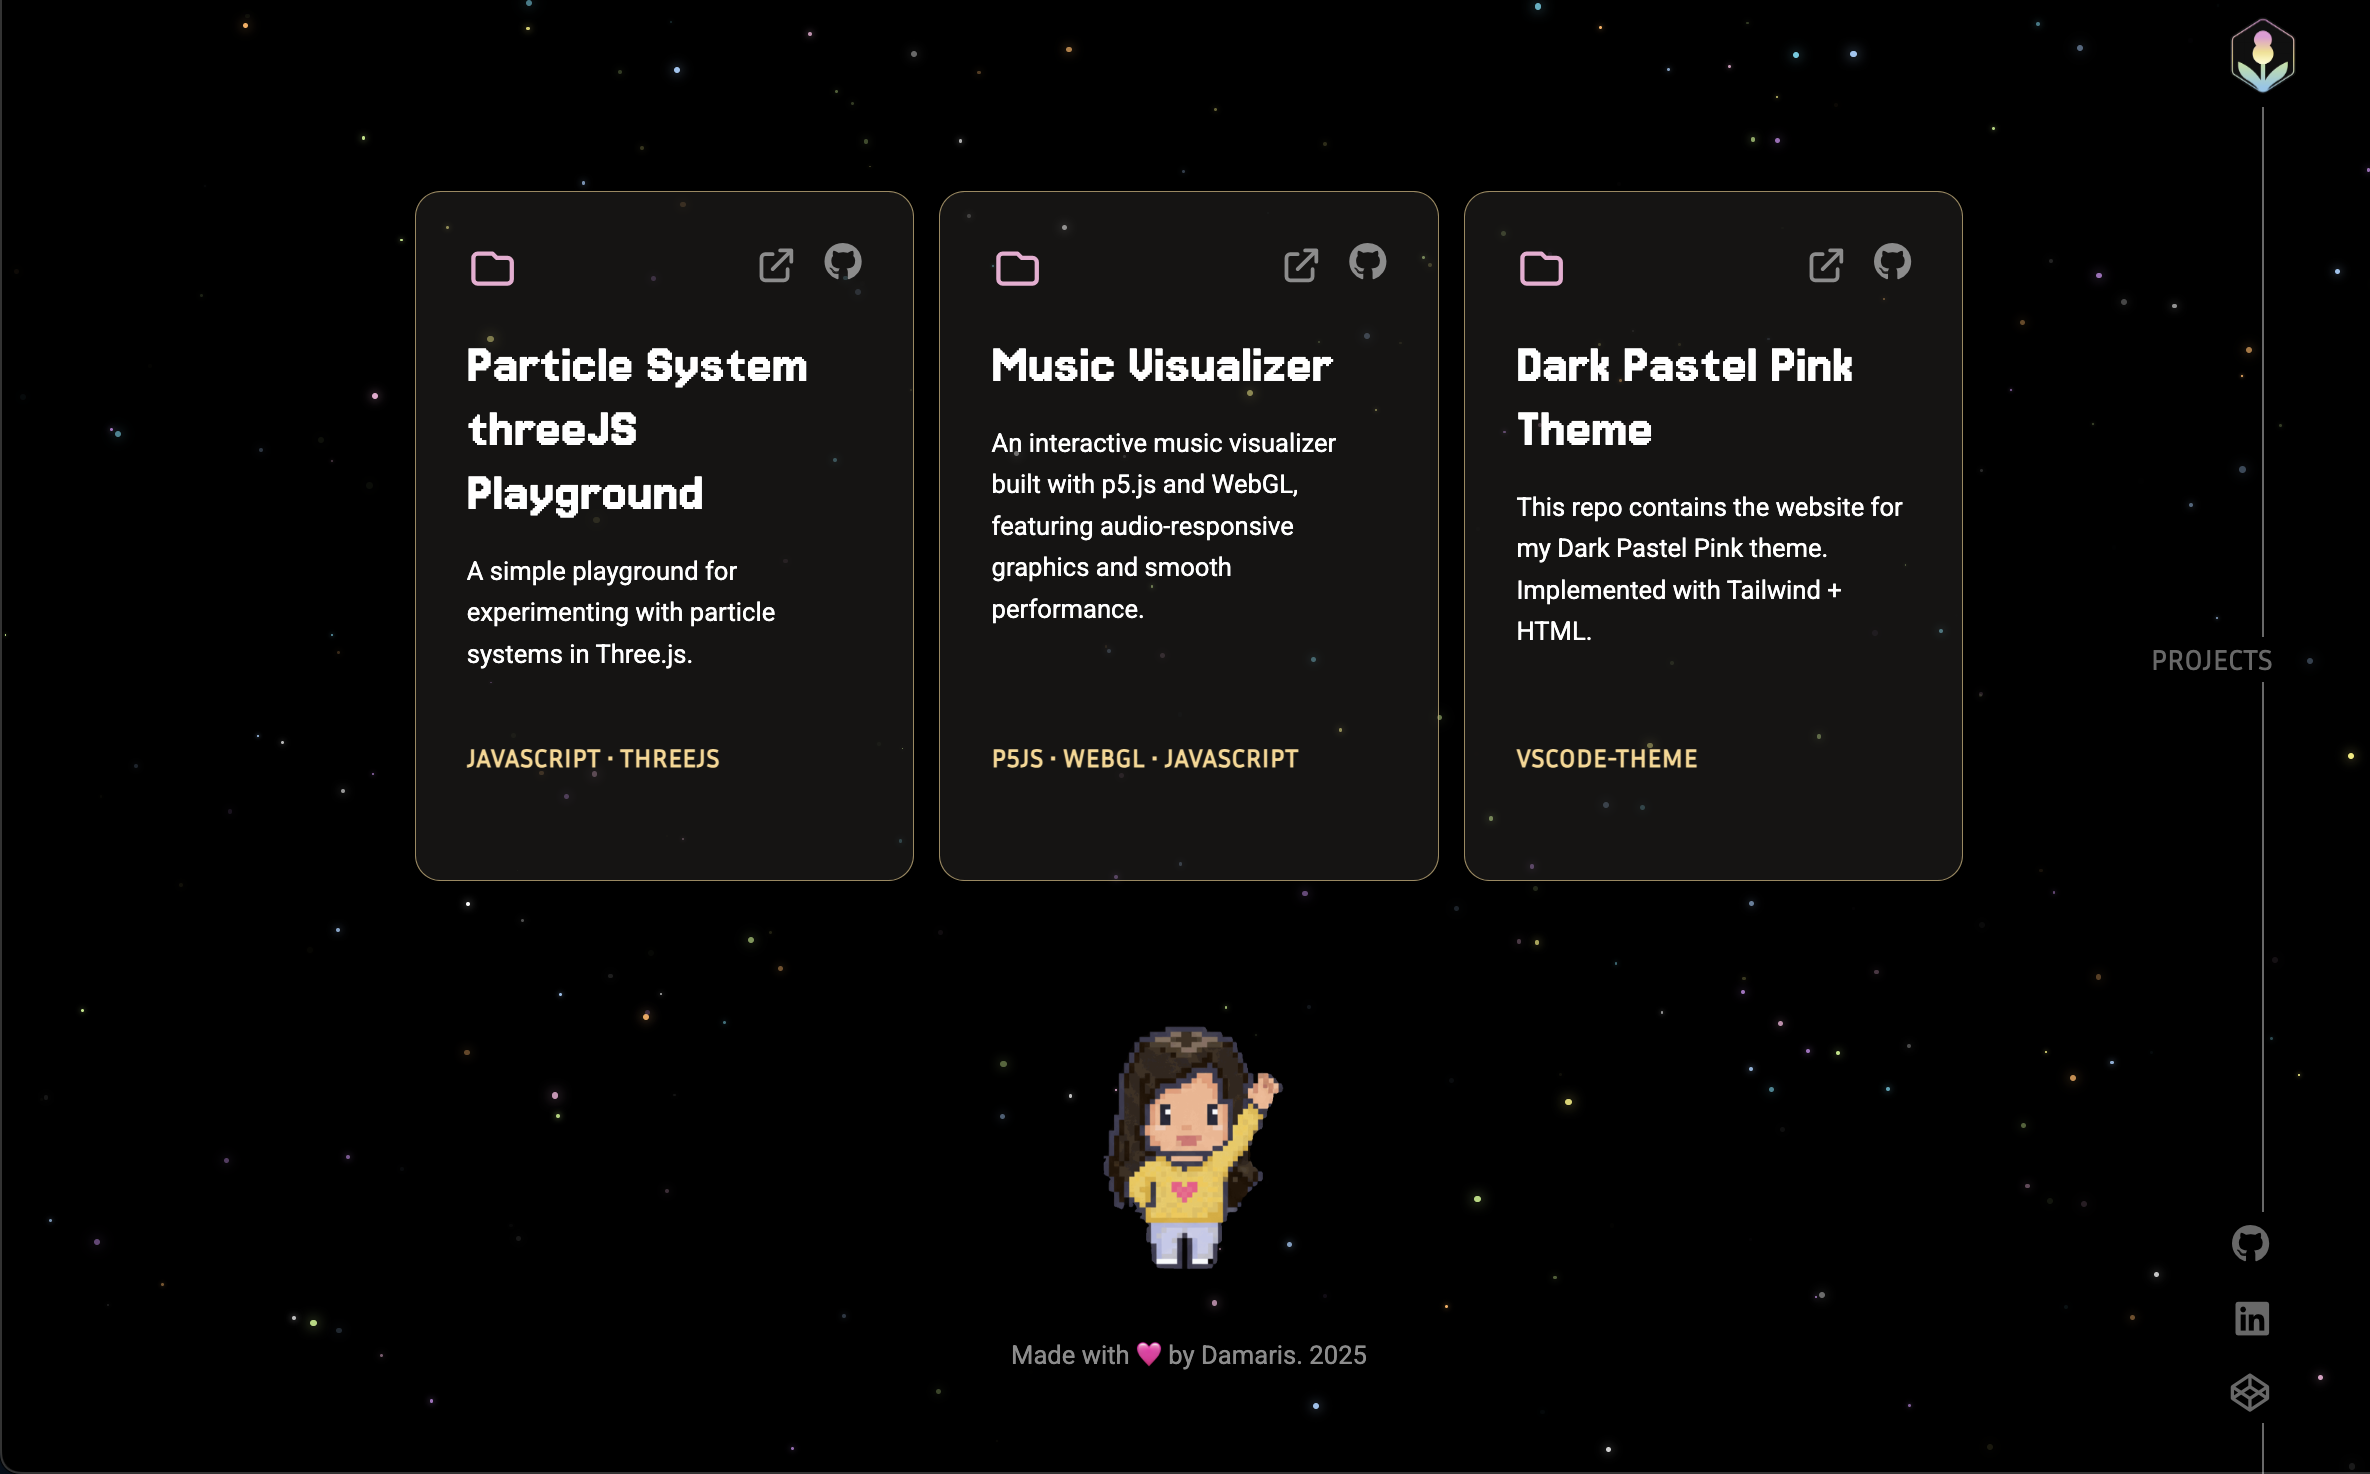 Particle System
threeJS
Playground
A simple playground for
experimenting with particle
systems in Three.js.
JAVASCRIPT · THREEJS
Music Visualizer
An interactive music visualizer
built with p5.js and WebGL,
featuring audio-responsive
graphics and smooth
performance.
P5JS · WEBGL · JAVASCRIPT
Dark Pastel Pink
Theme
This repo contains the website for
my Dark Pastel Pink theme.
Implemented with Tailwind +
HTML.
VSCODE-THEME
PROJECTS
in
Made with 💗 by Damaris. 2025